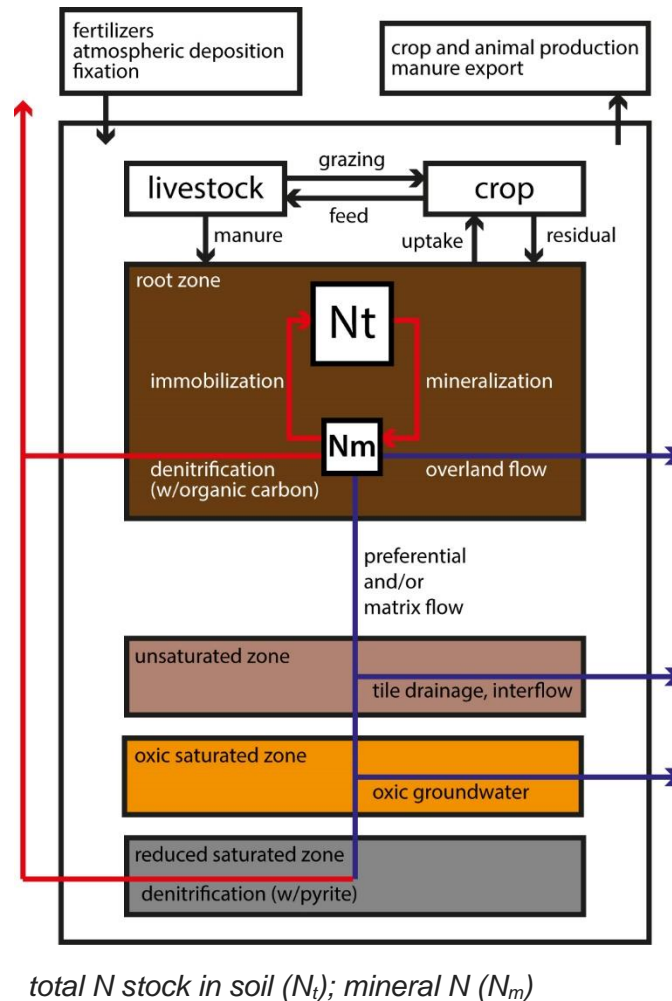 fertilizers
atmospheric deposition
fixation
crop and animal production
manure export
grazing
livestock
crop
feed
manure
uptake
residual
root zone
Nt
immobilization
mineralization
Nm
denitrification
(w/organic carbon)
overland flow
preferential
and/or
matrix flow
unsaturated zone
tile drainage, interflow
oxic saturated zone
oxic groundwater
reduced saturated zone
denitrification (w/pyrite)
total N stock in soil (Nt); mineral N (Nm)